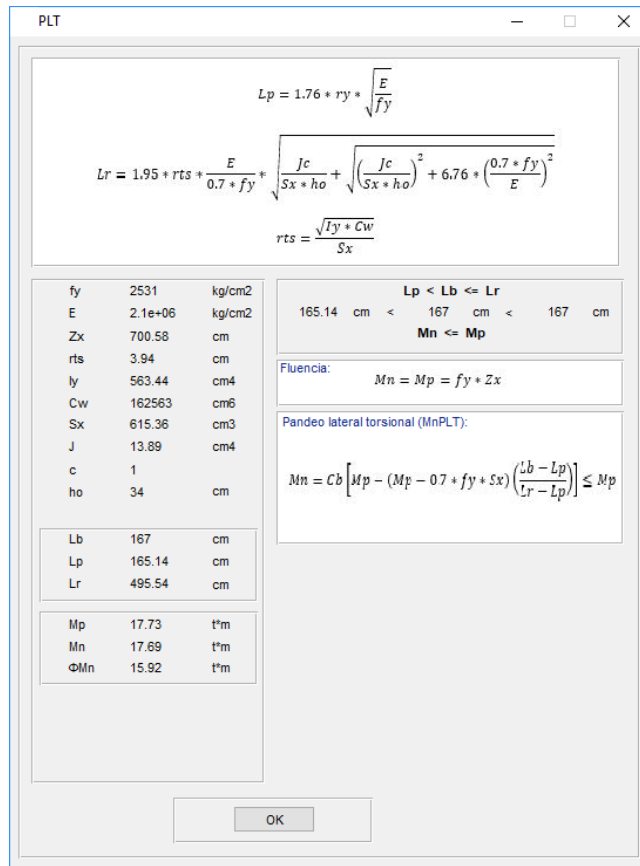 PLT
Lp = 1.76 * ry * √(E/fy)
Lr = 1.95 * rts * E/(0.7 * fy) * √(Jc/(Sx * ho) + √((Jc/(Sx * ho))² + 6.76 * ((0.7 * fy)/E)²))
rts = √(Iy * Cw)/Sx
fy 2531 kg/cm2
E 2.1e+06 kg/cm2
Zx 700.58 cm
rts 3.94 cm
Iy 563.44 cm4
Cw 162563 cm6
Sx 615.36 cm3
J 13.89 cm4
c 1
ho 34 cm
Lb 167 cm
Lp 165.14 cm
Lr 495.54 cm
Mp 17.73 t*m
Mn 17.69 t*m
ΦMn 15.92 t*m
Lp < Lb <= Lr
165.14 cm < 167 cm < 167 cm
Mn <= Mp
Fluencia:
Mn = Mp = fy * Zx
Pandeo lateral torsional (MnPLT):
Mn = Cb [Mp − (Mp − 0.7 * fy * Sx) ((Lb − Lp)/(Lr − Lp))] ≤ Mp
OK